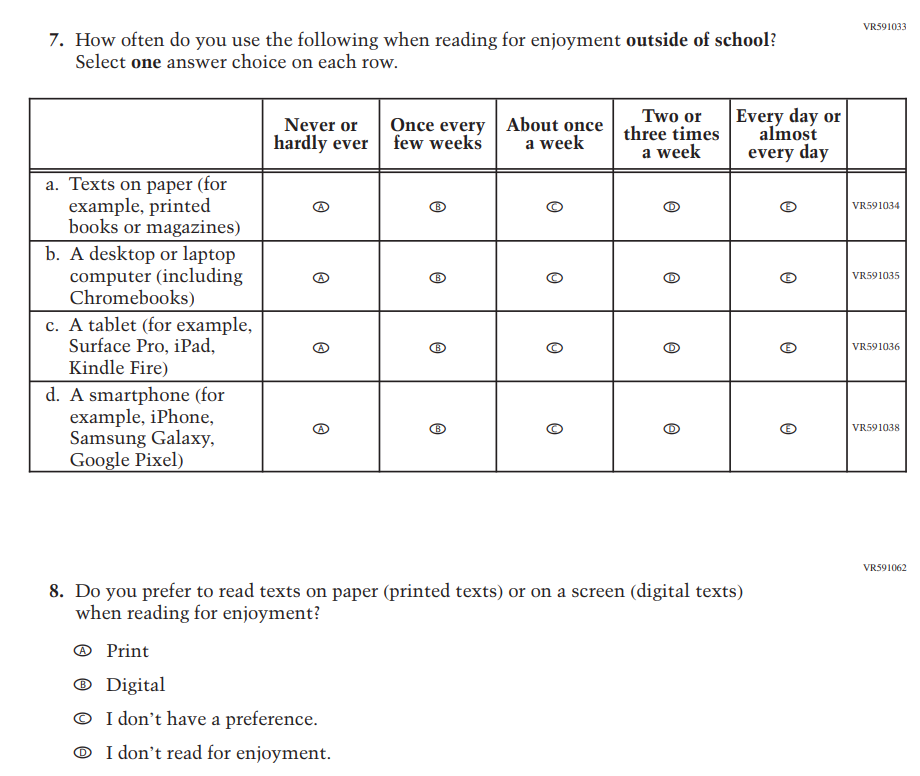 VR591033
7. How often do you use the following when reading for enjoyment outside of school?
Select one answer choice on each row.
Never or hardly ever
Once every few weeks
About once a week
Two or three times a week
Every day or almost every day
a. Texts on paper (for
example, printed
books or magazines)
A B C D E VR591034
b. A desktop or laptop
computer (including
Chromebooks)
A B C D E VR591035
c. A tablet (for example,
Surface Pro, iPad,
Kindle Fire)
A B C D E VR591036
d. A smartphone (for
example, iPhone,
Samsung Galaxy,
Google Pixel)
A B C D E VR591038
VR591062
8. Do you prefer to read texts on paper (printed texts) or on a screen (digital texts)
when reading for enjoyment?
A Print
B Digital
C I don’t have a preference.
D I don’t read for enjoyment.